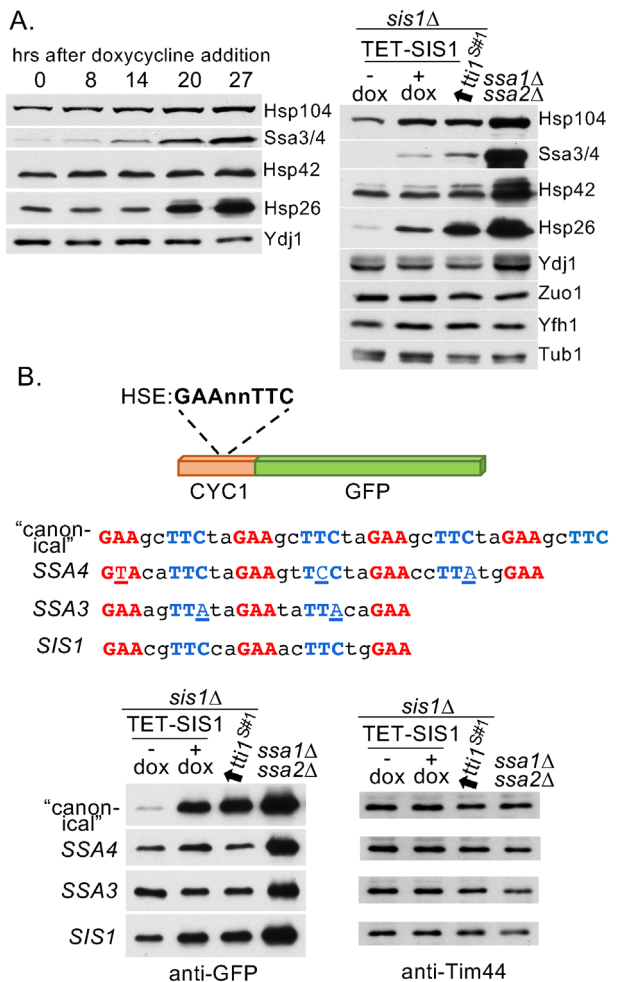 A.
hrs after doxycycline addition
0 8 14 20 27
Hsp104
Ssa3/4
Hsp42
Hsp26
Ydj1
sis1Δ
TET-SIS1
- dox
+ dox
tti1 S#1
ssa1Δ
ssa2Δ
Hsp104
Ssa3/4
Hsp42
Hsp26
Ydj1
Zuo1
Yfh1
Tub1
B.
HSE:GAAnnTTC
CYC1 GFP
"canon-
ical" GAAgcTTCtaGAAgcTTCtaGAAgcTTCtaGAAgcTTC
SSA4 GTAcaTTCtaGAAgtTCCtaGAAccTTAtgGAA
SSA3 GAAagTTAtaGAAtaTTAcaGAA
SIS1 GAAcgTTCcaGAAacTTCtgGAA
sis1Δ
TET-SIS1
- dox
+ dox
tti1 S#1
ssa1Δ
ssa2Δ
"canon-
ical"
SSA4
SSA3
SIS1
anti-GFP
sis1Δ
TET-SIS1
- dox
+ dox
tti1 S#1
ssa1Δ
ssa2Δ
anti-Tim44